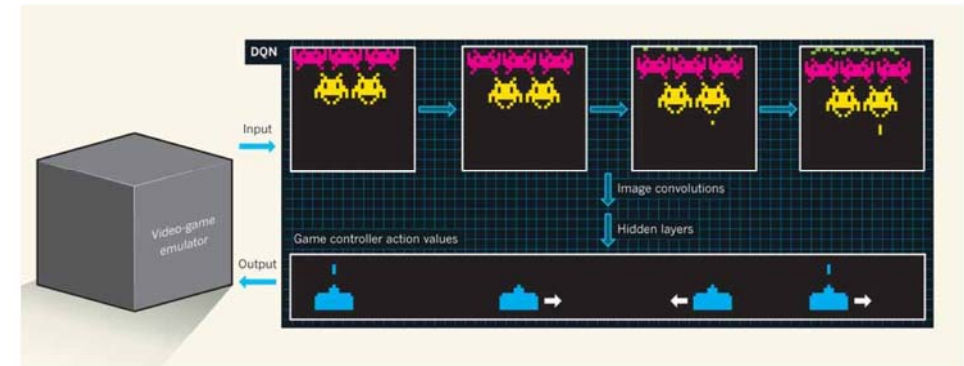 DQN
Input
Video-game
emulator
Image convolutions
Hidden layers
Game controller action values
Output